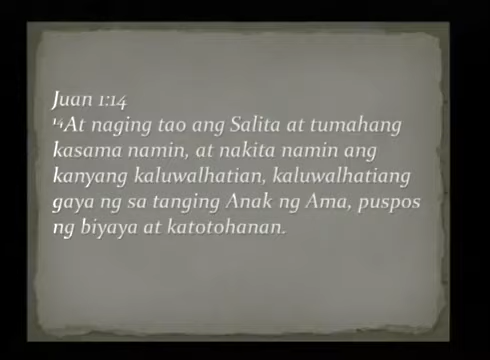 Juan 1:14
¹⁴At naging tao ang Salita at tumahang
kasama namin, at nakita namin ang
kanyang kaluwalhatian, kaluwalhatiang
gaya ng sa tanging Anak ng Ama, puspos
ng biyaya at katotohanan.